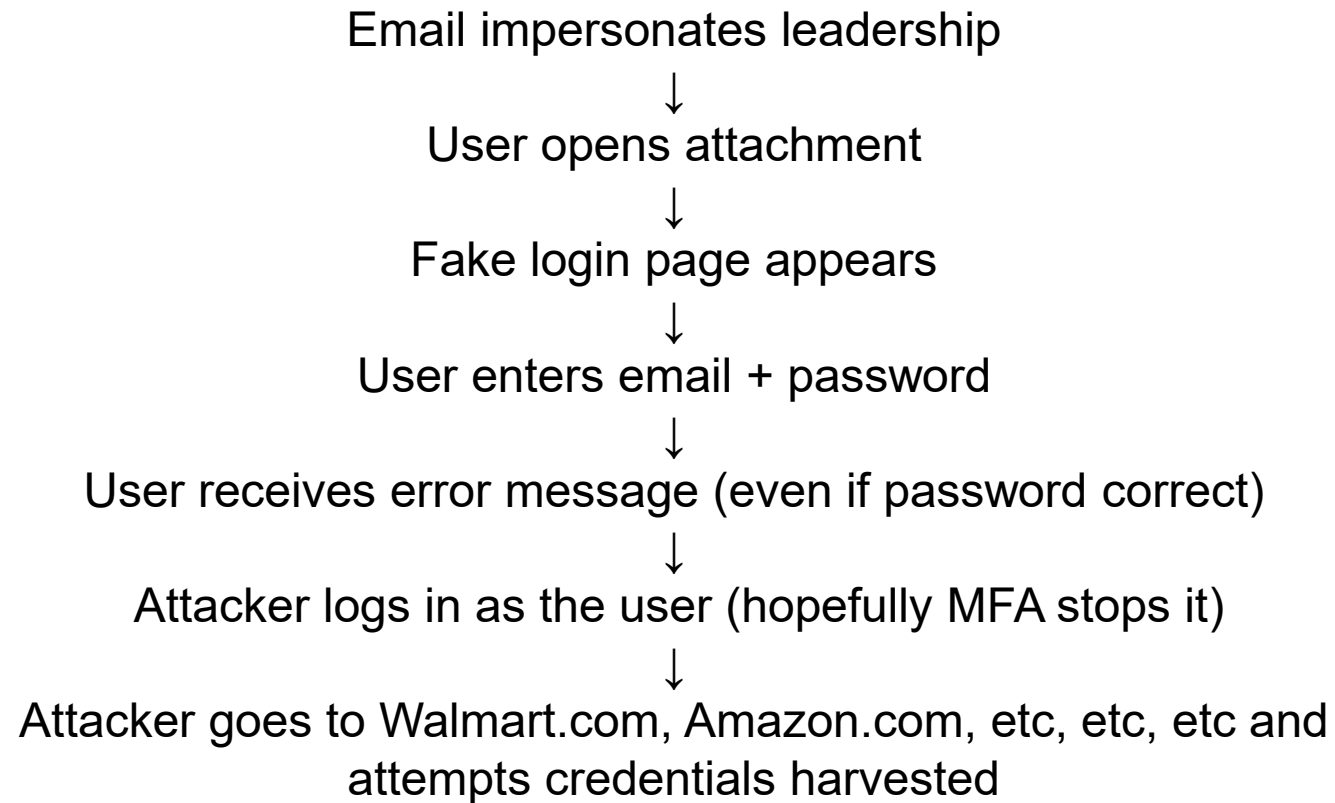 Email impersonates leadership
↓
User opens attachment
↓
Fake login page appears
↓
User enters email + password
↓
User receives error message (even if password correct)
↓
Attacker logs in as the user (hopefully MFA stops it)
↓
Attacker goes to Walmart.com, Amazon.com, etc, etc, etc and
attempts credentials harvested